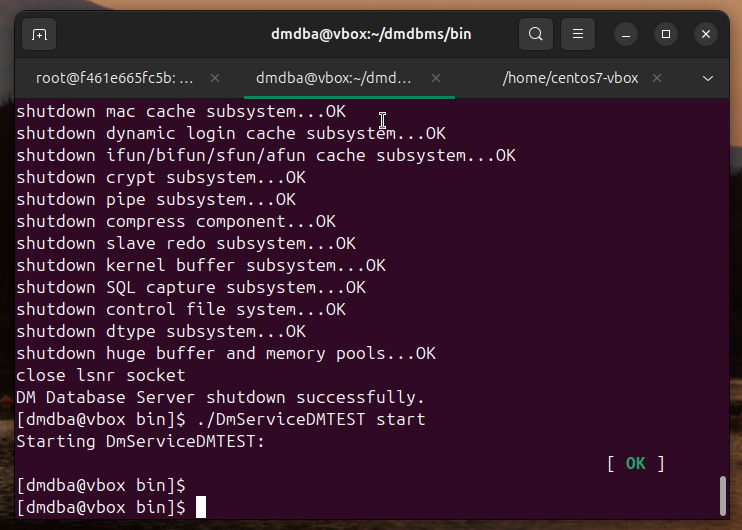 dmdba@vbox:~/dmdbms/bin
root@f461e665fc5b: ...
dmdba@vbox:~/dmd...
/home/centos7-vbox
shutdown mac cache subsystem...OK
shutdown dynamic login cache subsystem...OK
shutdown ifun/bifun/sfun/afun cache subsystem...OK
shutdown crypt subsystem...OK
shutdown pipe subsystem...OK
shutdown compress component...OK
shutdown slave redo subsystem...OK
shutdown kernel buffer subsystem...OK
shutdown SQL capture subsystem...OK
shutdown control file system...OK
shutdown dtype subsystem...OK
shutdown huge buffer and memory pools...OK
close lsnr socket
DM Database Server shutdown successfully.
[dmdba@vbox bin]$ ./DmServiceDMTEST start
Starting DmServiceDMTEST:
[ OK ]
[dmdba@vbox bin]$
[dmdba@vbox bin]$